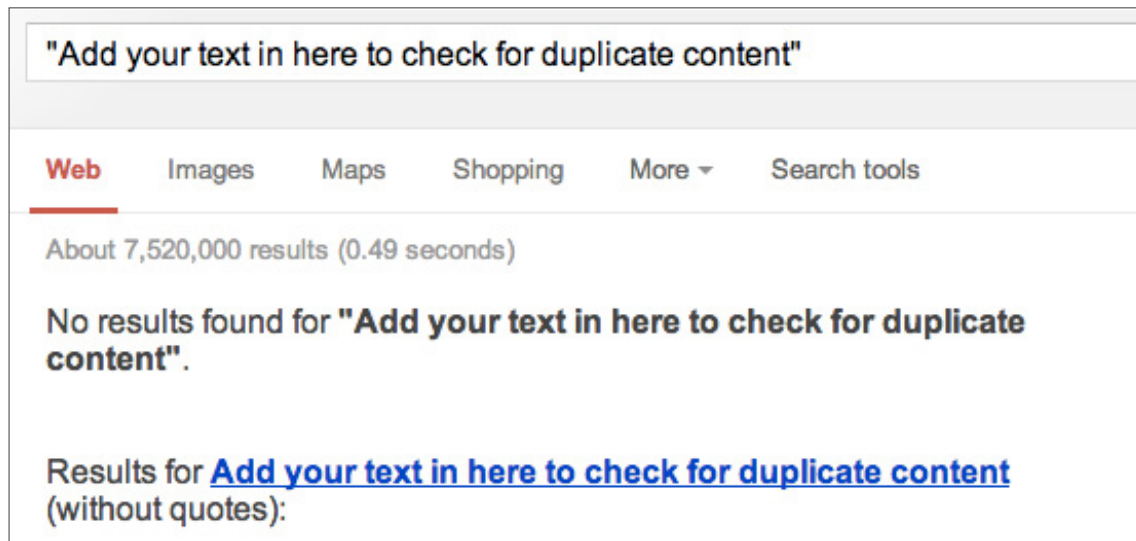 "Add your text in here to check for duplicate content"
Web Images Maps Shopping More Search tools
About 7,520,000 results (0.49 seconds)
No results found for "Add your text in here to check for duplicate
content".
Results for Add your text in here to check for duplicate content
(without quotes):